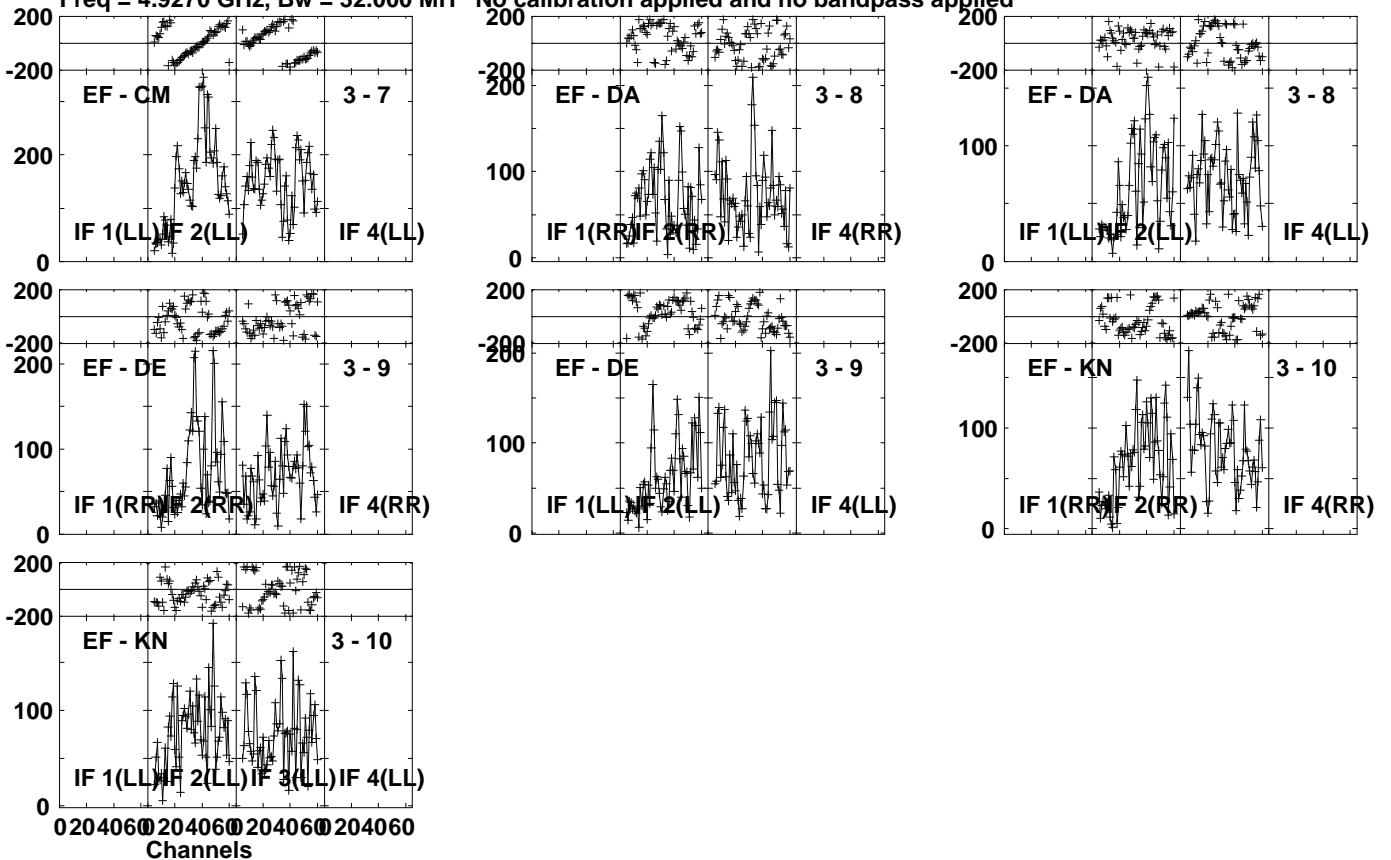 Freq = 4.9270 GHz, Bw = 32.000 MH No calibration applied and no bandpass applied
200
-200
EF - CM
3 - 7
200
0
IF 1(LL)
IF 2(LL)
IF 4(LL)
200
-200
200
EF - DA
3 - 8
100
0
IF 1(RR)
IF 2(RR)
IF 4(RR)
200
-200
EF - DA
3 - 8
100
0
IF 1(LL)
IF 2(LL)
IF 4(LL)
200
-200
200
EF - DE
3 - 9
100
0
IF 1(RR)
IF 2(RR)
IF 4(RR)
200
-200
200
EF - DE
3 - 9
100
0
IF 1(LL)
IF 2(LL)
IF 4(LL)
200
-200
EF - KN
3 - 10
100
0
IF 1(RR)
IF 2(RR)
IF 4(RR)
200
-200
EF - KN
3 - 10
100
0
IF 1(LL)
IF 2(LL)
IF 3(LL)
IF 4(LL)
0 20 40 60 0 20 40 60 0 20 40 60 0 20 40 60
Channels